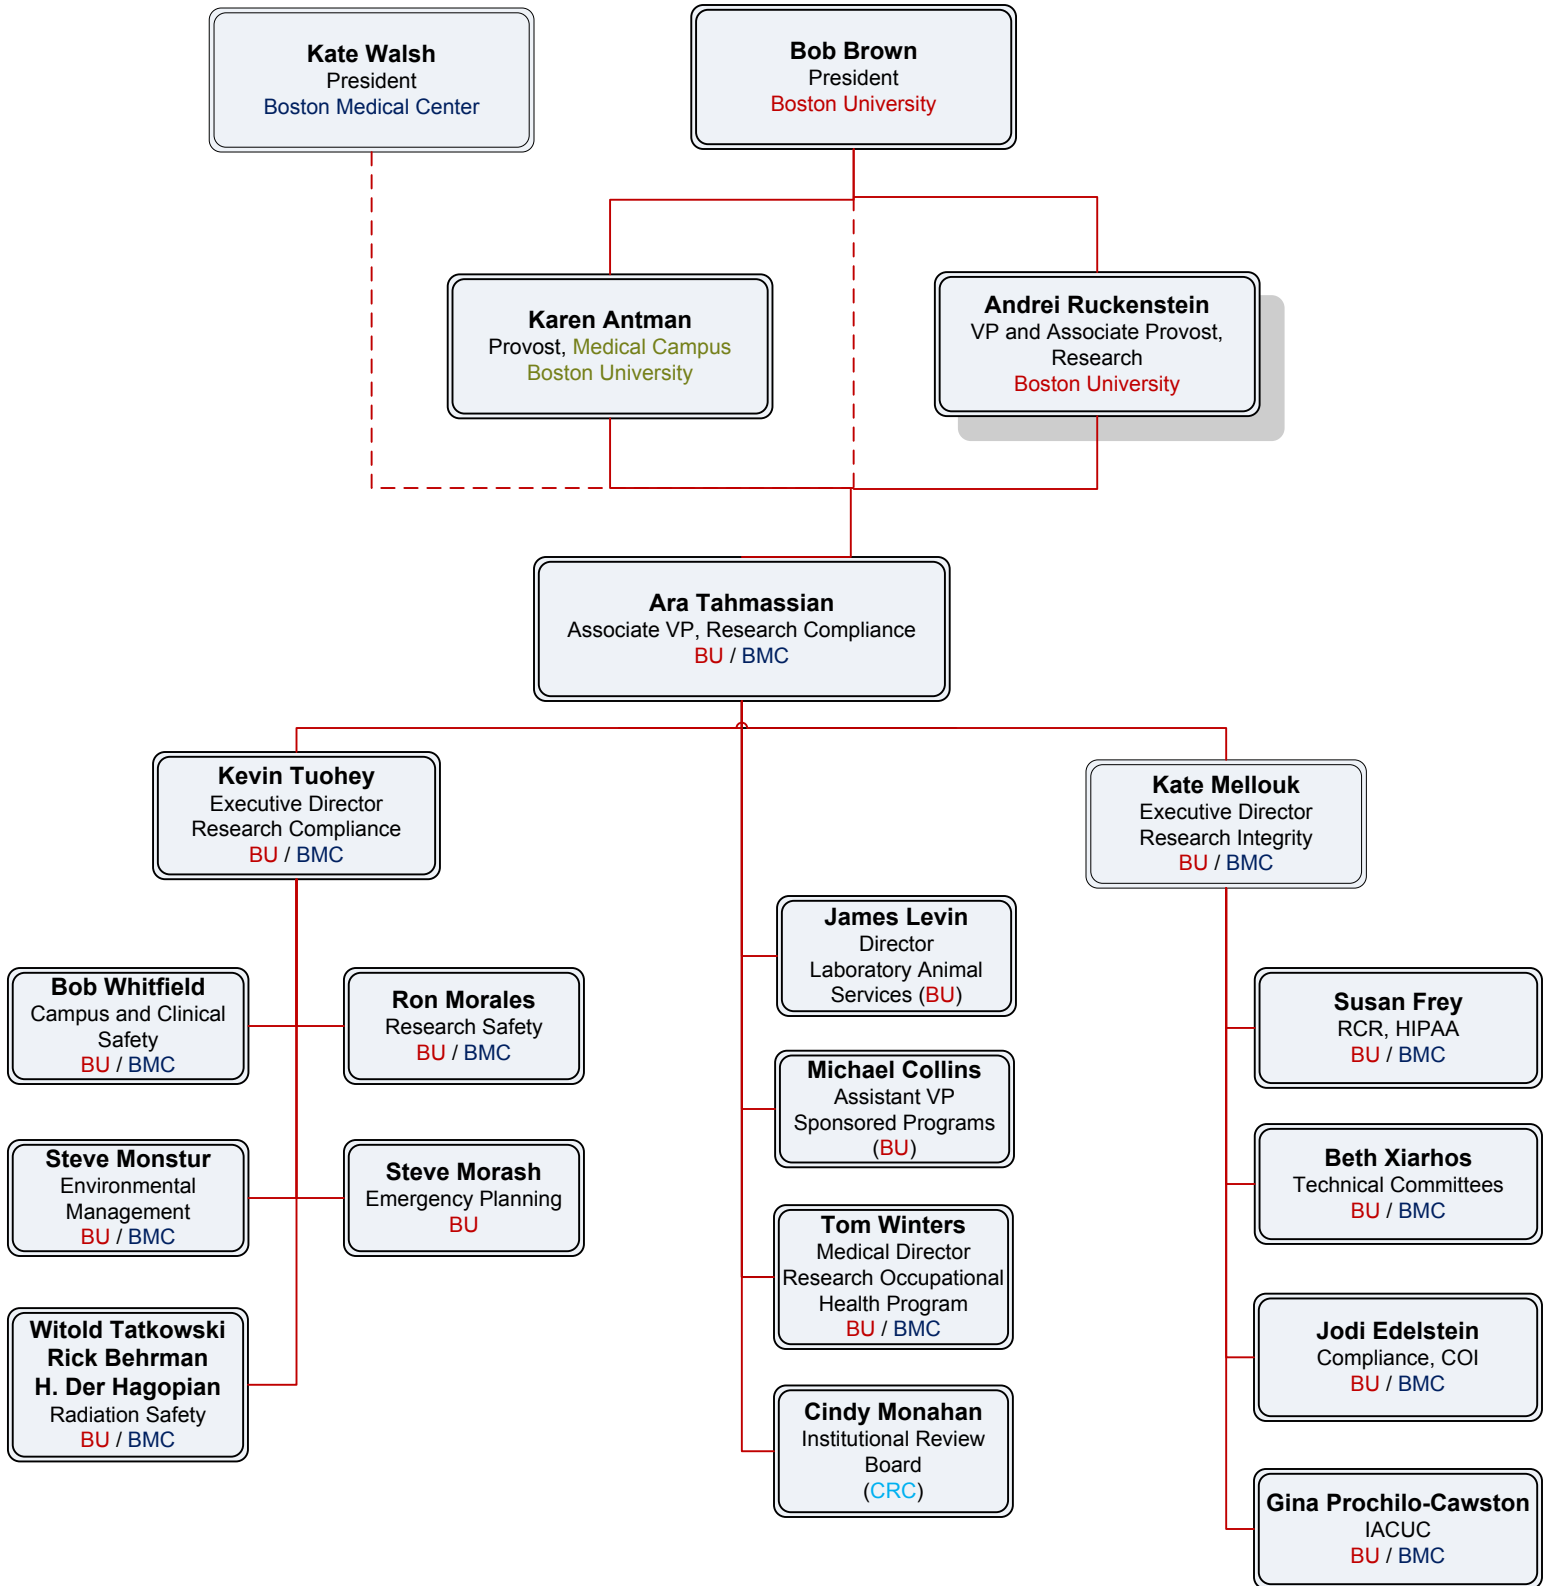 Kate Walsh
President
Boston Medical Center
Bob Brown
President
Boston University
Karen Antman
Provost, Medical Campus
Boston University
Andrei Ruckenstein
VP and Associate Provost,
Research
Boston University
Ara Tahmassian
Associate VP, Research Compliance
BU / BMC
Kevin Tuohey
Executive Director
Research Compliance
BU / BMC
Kate Mellouk
Executive Director
Research Integrity
BU / BMC
Bob Whitfield
Campus and Clinical
Safety
BU / BMC
Ron Morales
Research Safety
BU / BMC
Steve Monstur
Environmental
Management
BU / BMC
Steve Morash
Emergency Planning
BU
Witold Tatkowski
Rick Behrman
H. Der Hagopian
Radiation Safety
BU / BMC
James Levin
Director
Laboratory Animal
Services (BU)
Michael Collins
Assistant VP
Sponsored Programs
(BU)
Tom Winters
Medical Director
Research Occupational
Health Program
BU / BMC
Cindy Monahan
Institutional Review
Board
(CRC)
Susan Frey
RCR, HIPAA
BU / BMC
Beth Xiarhos
Technical Committees
BU / BMC
Jodi Edelstein
Compliance, COI
BU / BMC
Gina Prochilo-Cawston
IACUC
BU / BMC